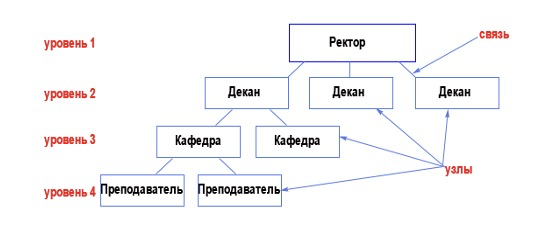 уровень 1
Ректор
связь
уровень 2
Декан
Декан
Декан
уровень 3
Кафедра
Кафедра
узлы
уровень 4
Преподаватель
Преподаватель